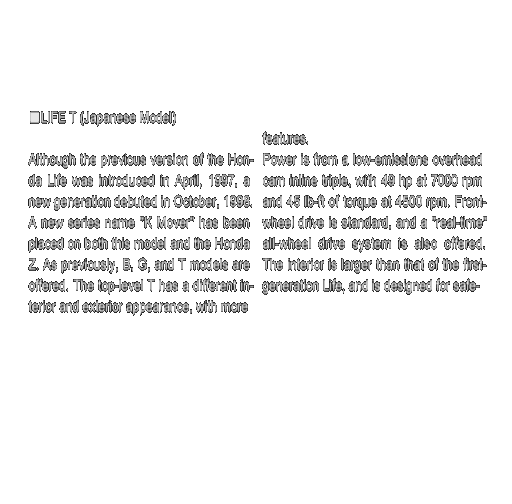 LIFE T (Japanese Model)
Although the previous version of the Hon-
da Life was introduced in April, 1997, a
new generation debuted in October, 1998.
A new series name "K Mover" has been
placed on both this model and the Honda
Z. As previously, B, G, and T models are
offered. The top-level T has a different in-
terior and exterior appearance, with more
features.
Power is from a low-emissions overhead
cam inline triple, with 48 hp at 7000 rpm
and 45 lb-ft of torque at 4500 rpm. Front-
wheel drive is standard, and a "real-time"
all-wheel drive system is also offered.
The interior is larger than that of the first-
generation Life, and is designed for safe-